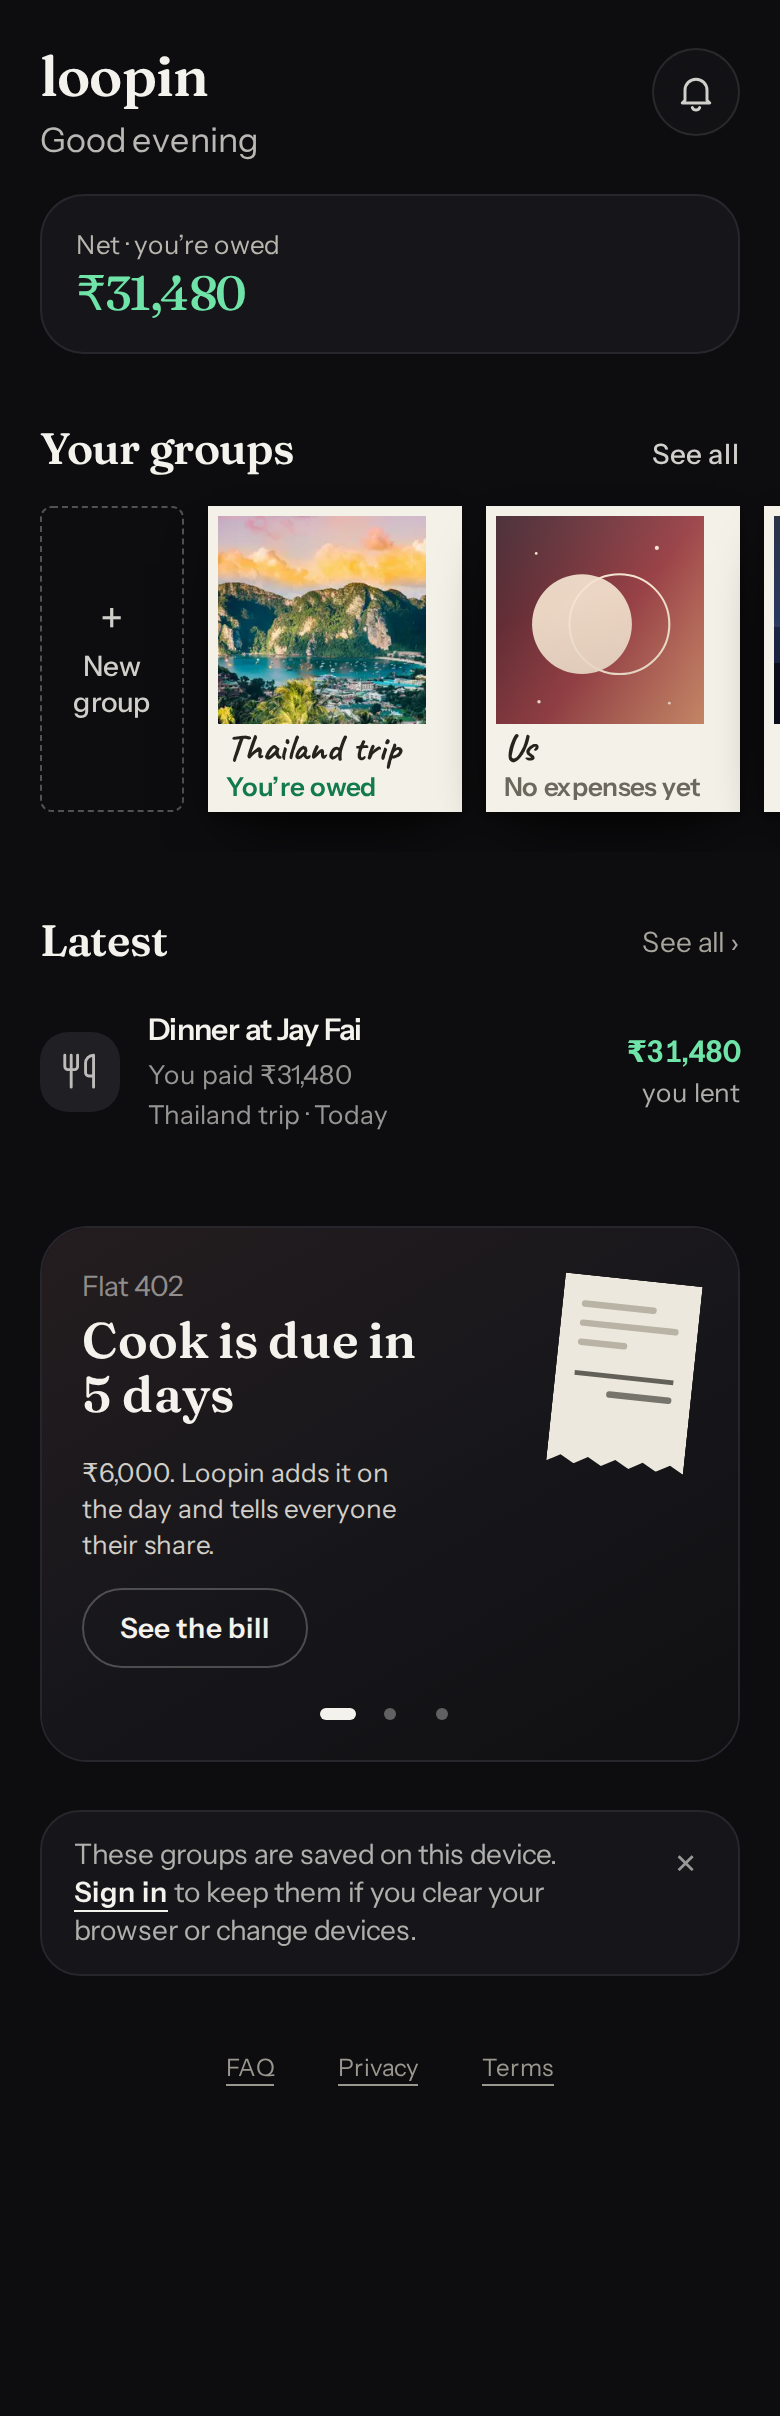 loopin
Good evening
Net · you’re owed
₹31,480
Your groups
See all
+
New
group
Thailand trip
You’re owed
Us
No expenses yet
Latest
See all ›
Dinner at Jay Fai
You paid ₹31,480
Thailand trip · Today
₹31,480
you lent
Flat 402
Cook is due in
5 days
₹6,000. Loopin adds it on
the day and tells everyone
their share.
See the bill
These groups are saved on this device.
Sign in to keep them if you clear your
browser or change devices.
FAQ
Privacy
Terms